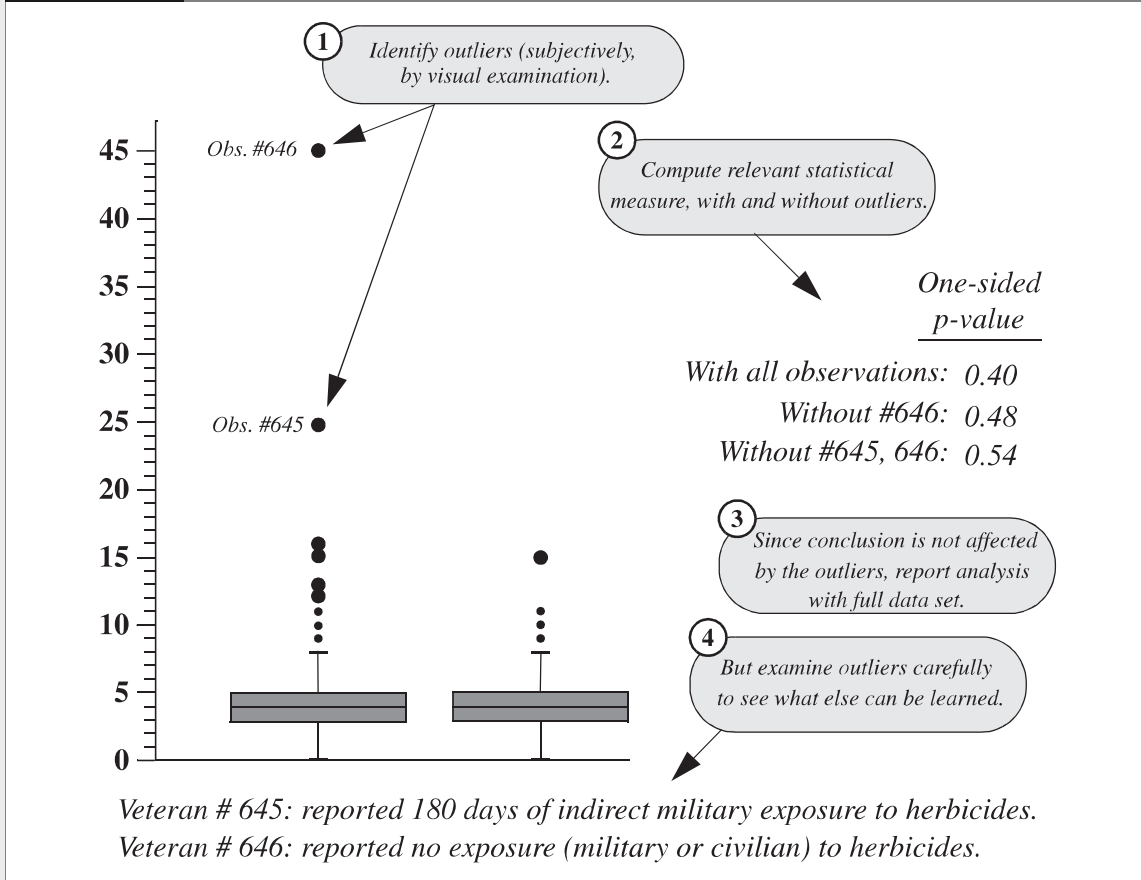 1
Identify outliers (subjectively,
by visual examination).
45
Obs. #646
2
Compute relevant statistical
measure, with and without outliers.
40
35
One-sided
p-value
30
With all observations: 0.40
25
Obs. #645
Without #646: 0.48
Without #645, 646: 0.54
20
3
Since conclusion is not affected
by the outliers, report analysis
with full data set.
15
10
4
But examine outliers carefully
to see what else can be learned.
5
0
Veteran # 645: reported 180 days of indirect military exposure to herbicides.
Veteran # 646: reported no exposure (military or civilian) to herbicides.